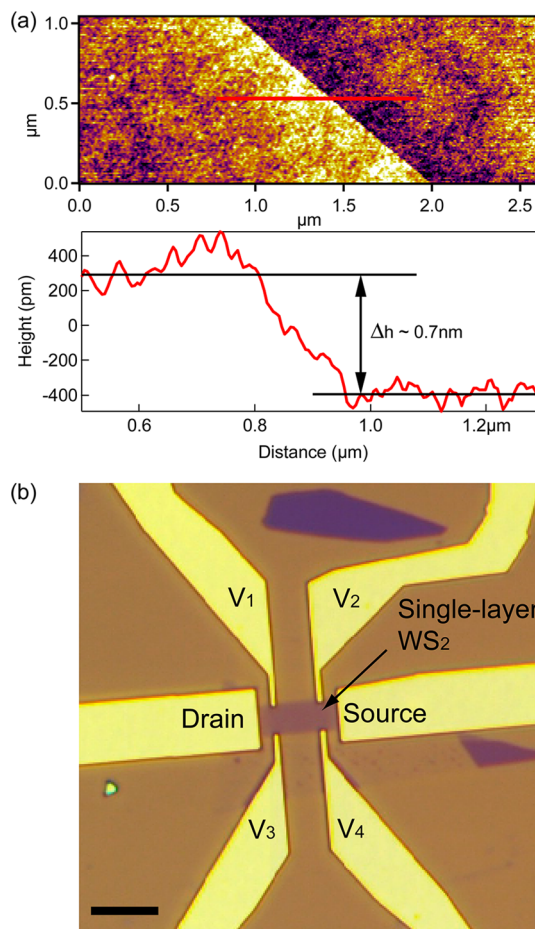 (a)
1.0
0.5
0.0
μm
0.0
0.5
1.0
1.5
2.0
2.5
μm
400
200
0
-200
-400
Height (pm)
Δh ~ 0.7nm
0.6
0.8
1.0
1.2μm
Distance (μm)
(b)
V1
V2
Single-layer
WS2
Drain
Source
V3
V4